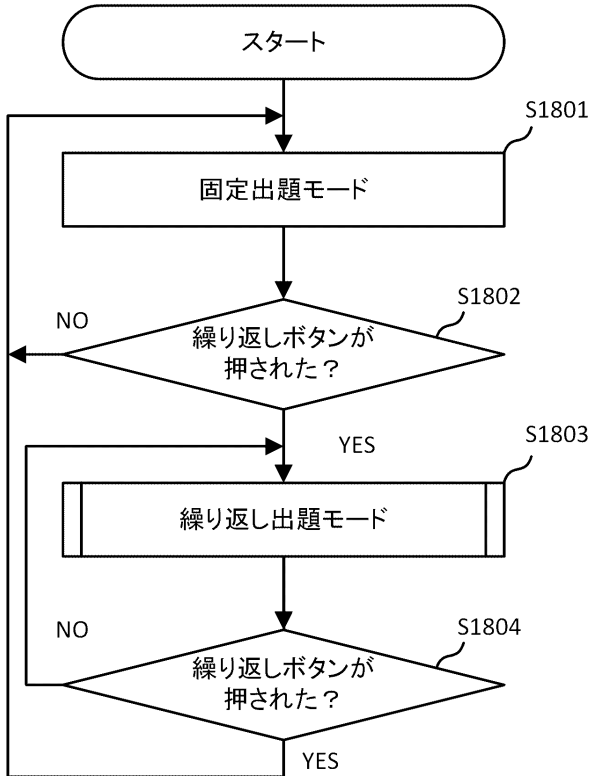 スタート
S1801
固定出題モード
S1802
NO
繰り返しボタンが
押された？
YES
S1803
繰り返し出題モード
S1804
NO
繰り返しボタンが
押された？
YES